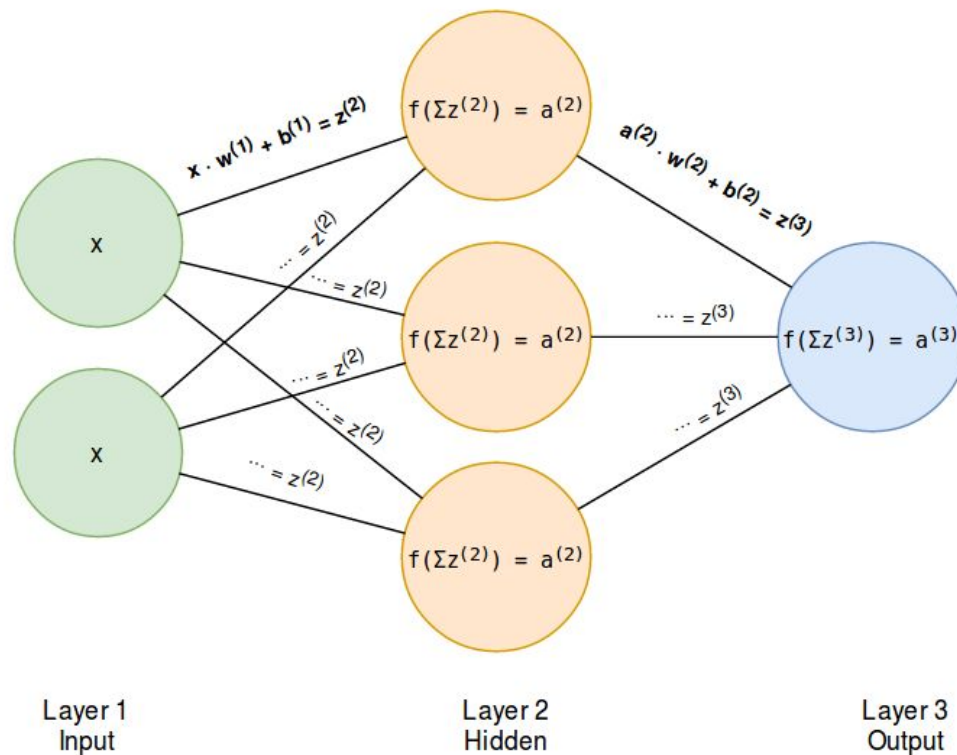 f(Σz⁽²⁾) = a⁽²⁾
x · w⁽¹⁾ + b⁽¹⁾ = z⁽²⁾
a⁽²⁾ · w⁽²⁾ + b⁽²⁾ = z⁽³⁾
x
... = z⁽²⁾
... = z⁽²⁾
f(Σz⁽²⁾) = a⁽²⁾
... = z⁽³⁾
f(Σz⁽³⁾) = a⁽³⁾
... = z⁽²⁾
... = z⁽²⁾
... = z⁽³⁾
x
... = z⁽²⁾
f(Σz⁽²⁾) = a⁽²⁾
Layer 1
Input
Layer 2
Hidden
Layer 3
Output